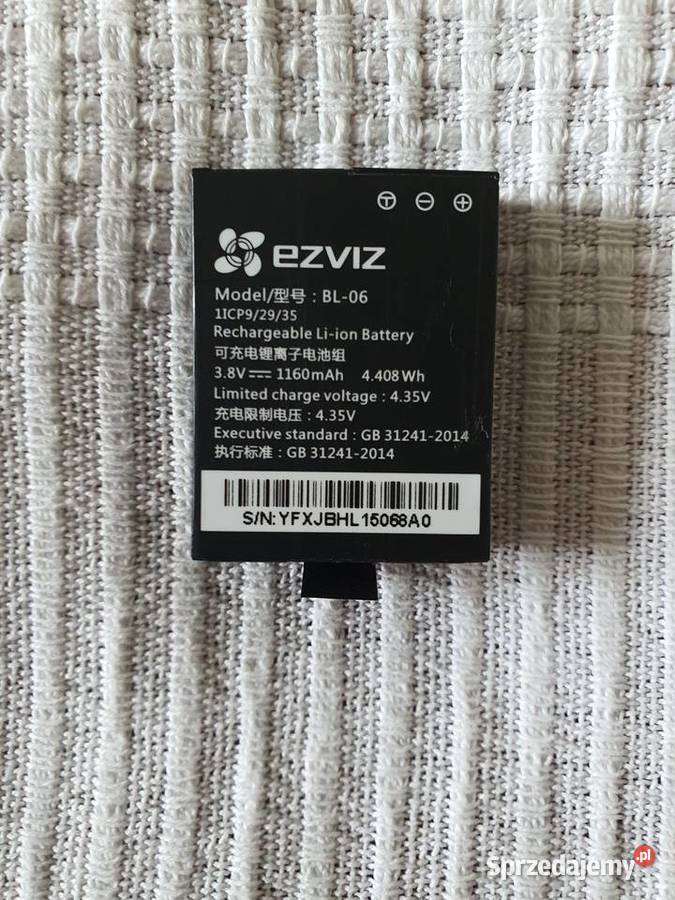 T − +
ezviz
Model/型号 : BL-06
1ICP9/29/35
Rechargeable Li-ion Battery
可充电锂离子电池组
3.8V⎓ 1160mAh 4.408Wh
Limited charge voltage : 4.35V
充电限制电压 : 4.35V
Executive standard : GB 31241-2014
执行标准 : GB 31241-2014
S/N: YFXJBHL15068A0
Sprzedajemy.pl